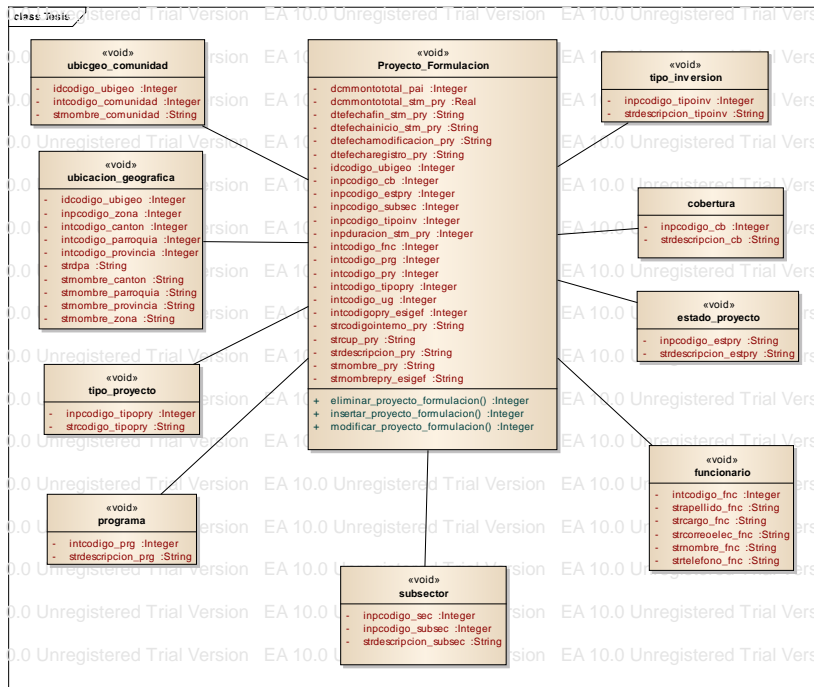 class Tesis
EA 10.0 Unregistered Trial Version
«void»
ubicgeo_comunidad
- idcodigo_ubigeo :Integer
- intcodigo_comunidad :Integer
- strnombre_comunidad :String
«void»
ubicacion_geografica
- idcodigo_ubigeo :Integer
- inpcodigo_zona :Integer
- intcodigo_canton :Integer
- intcodigo_parroquia :Integer
- intcodigo_provincia :Integer
- strdpa :String
- strnombre_canton :String
- strnombre_parroquia :String
- strnombre_provincia :String
- strnombre_zona :String
«void»
tipo_proyecto
- inpcodigo_tipopry :Integer
- strcodigo_tipopry :String
«void»
programa
- intcodigo_prg :Integer
- strdescripcion_prg :String
«void»
Proyecto_Formulacion
- dcmmontototal_pai :Integer
- dcmmontototal_stm_pry :Real
- dtefechafin_stm_pry :String
- dtefechainicio_stm_pry :String
- dtefechamodificacion_pry :String
- dtefecharegistro_pry :String
- idcodigo_ubigeo :Integer
- inpcodigo_cb :Integer
- inpcodigo_estpry :Integer
- inpcodigo_subsec :Integer
- inpcodigo_tipoinv :Integer
- inpduracion_stm_pry :Integer
- intcodigo_fnc :Integer
- intcodigo_prg :Integer
- intcodigo_pry :Integer
- intcodigo_tipopry :Integer
- intcodigo_ug :Integer
- intcodigopry_esigef :Integer
- strcodigointerno_pry :String
- strcup_pry :String
- strdescripcion_pry :String
- strnombre_pry :String
- strnombrepry_esigef :String
+ eliminar_proyecto_formulacion() :Integer
+ insertar_proyecto_formulacion() :Integer
+ modificar_proyecto_formulacion() :Integer
«void»
subsector
- inpcodigo_sec :Integer
- inpcodigo_subsec :Integer
- strdescripcion_subsec :String
«void»
tipo_inversion
- inpcodigo_tipoinv :Integer
- strdescripcion_tipoinv :String
cobertura
- inpcodigo_cb :Integer
- strdescripcion_cb :String
«void»
estado_proyecto
- inpcodigo_estpry :String
- strdescripcion_estpry :String
«void»
funcionario
- intcodigo_fnc :Integer
- strapellido_fnc :String
- strcargo_fnc :String
- strcorreoelec_fnc :String
- strnombre_fnc :String
- strtelefono_fnc :String